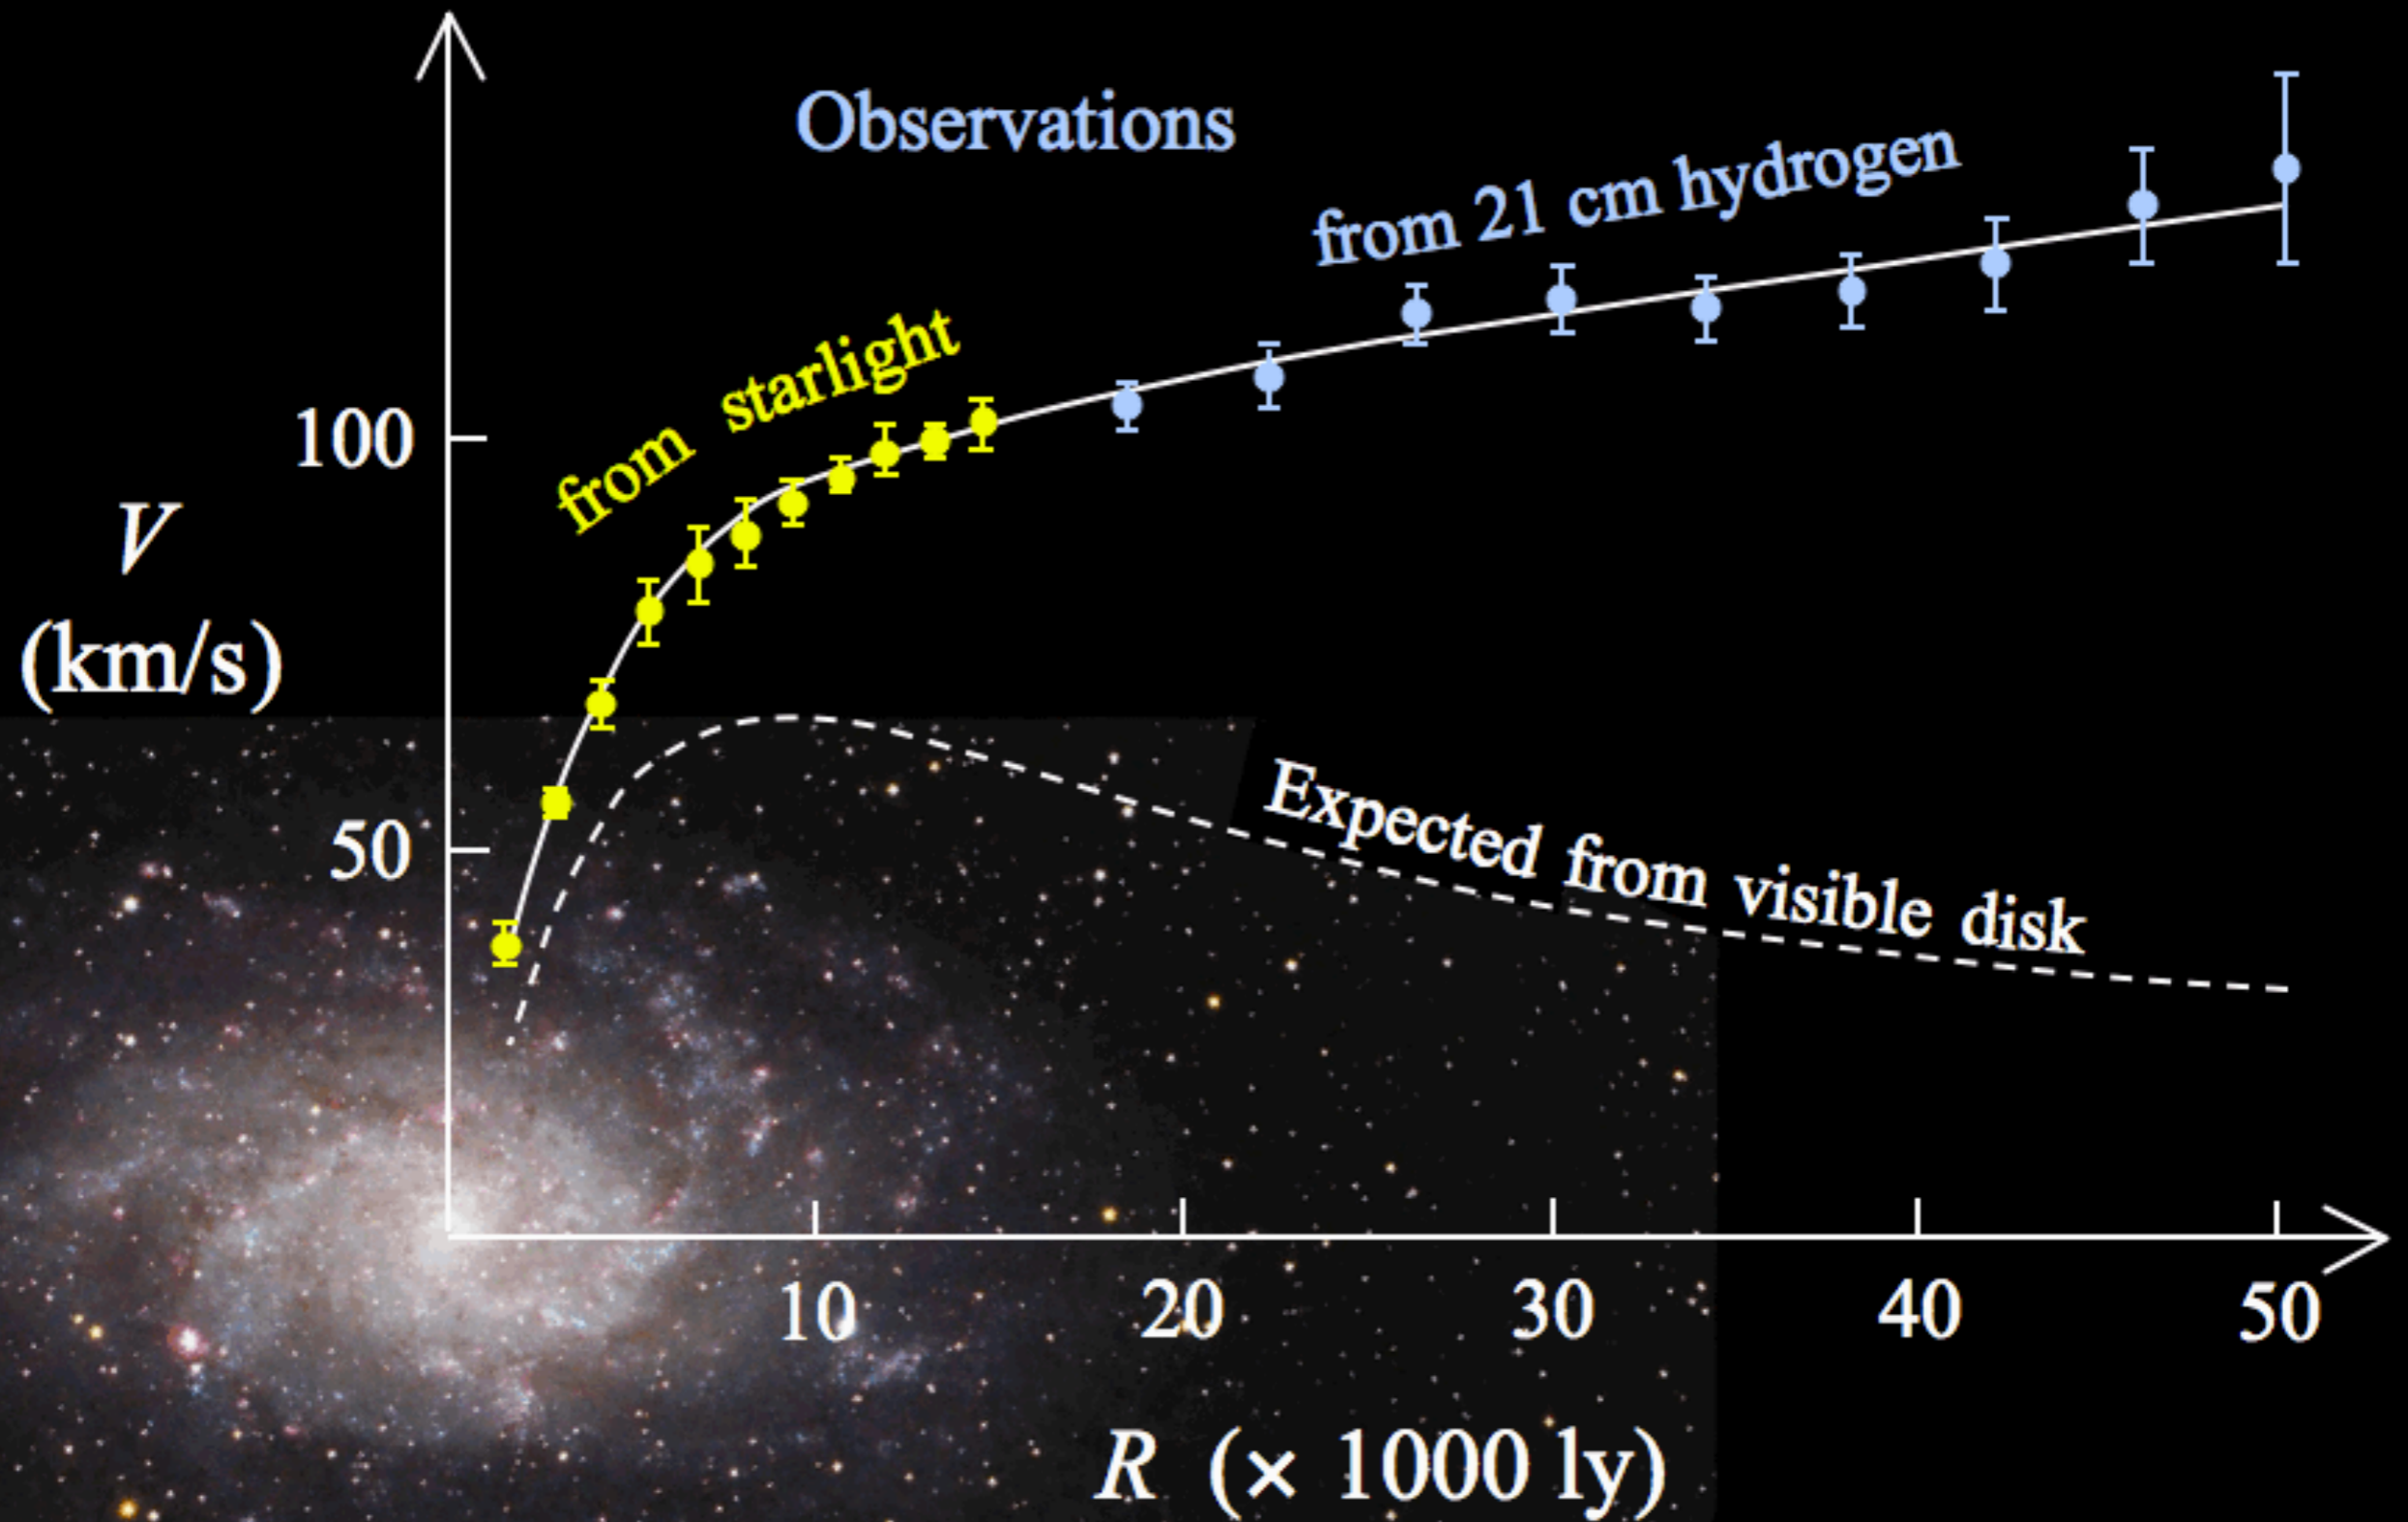 Observations
from 21 cm hydrogen
from starlight
100
V
(km/s)
50
Expected from visible disk
10
20
30
40
50
R (× 1000 ly)